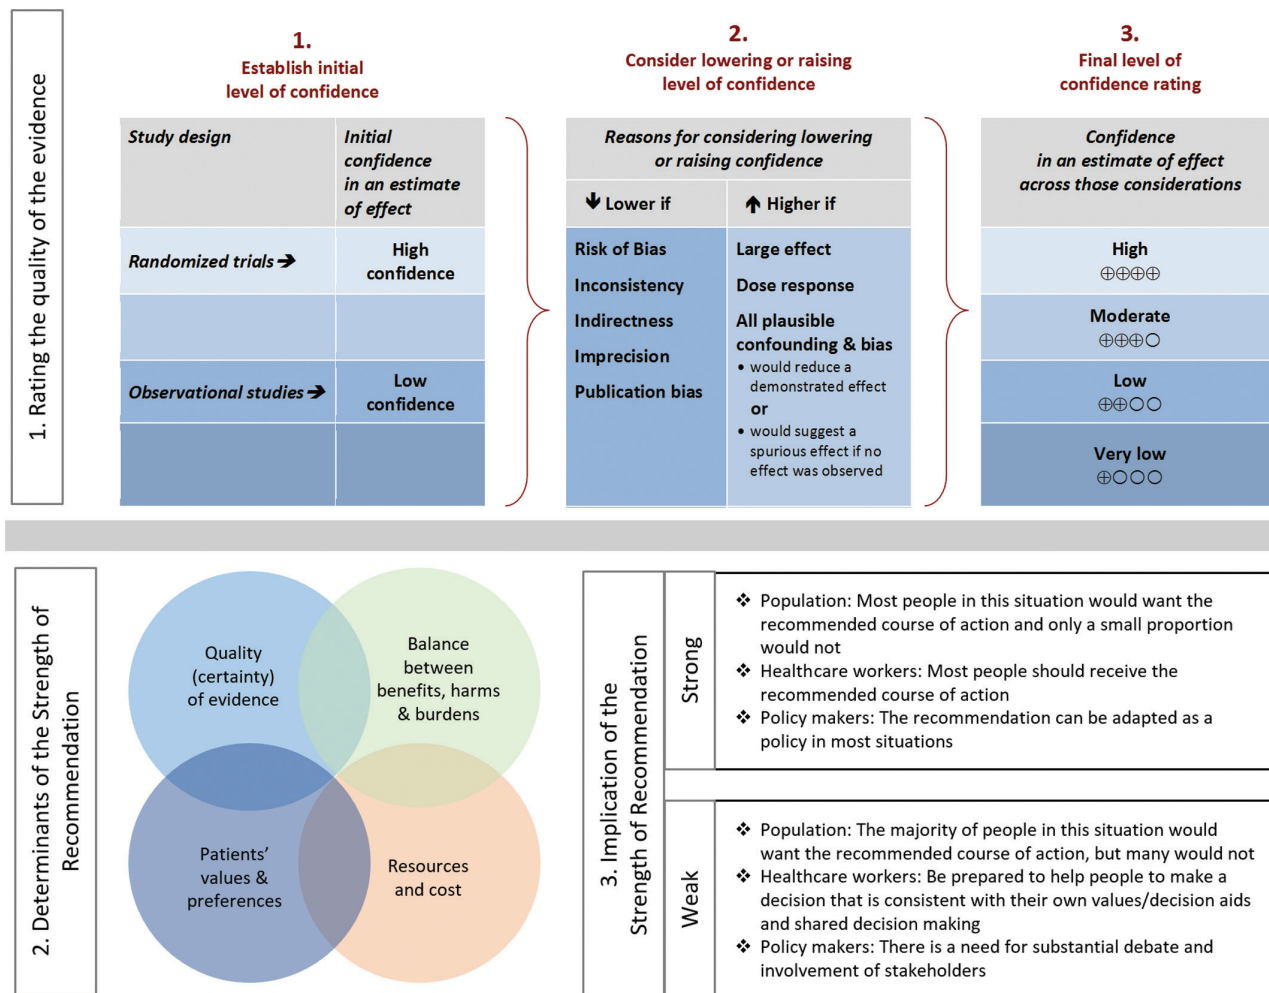 1. Rating the quality of the evidence
1.
Establish initial
level of confidence
2.
Consider lowering or raising
level of confidence
3.
Final level of
confidence rating
Study design
Initial
confidence
in an estimate
of effect
Randomized trials ➔
High
confidence
Observational studies ➔
Low
confidence
Reasons for considering lowering
or raising confidence
🡇 Lower if
🡅 Higher if
Risk of Bias
Inconsistency
Indirectness
Imprecision
Publication bias
Large effect
Dose response
All plausible
confounding & bias
• would reduce a
demonstrated effect
or
• would suggest a
spurious effect if no
effect was observed
Confidence
in an estimate of effect
across those considerations
High
⊕⊕⊕⊕
Moderate
⊕⊕⊕○
Low
⊕⊕○○
Very low
⊕○○○
2. Determinants of the Strength of
Recommendation
Quality
(certainty)
of evidence
Balance
between
benefits, harms
& burdens
Patients’
values &
preferences
Resources
and cost
3. Implication of the
Strength of Recommendation
Strong
❖ Population: Most people in this situation would want the
recommended course of action and only a small proportion
would not
❖ Healthcare workers: Most people should receive the
recommended course of action
❖ Policy makers: The recommendation can be adapted as a
policy in most situations
Weak
❖ Population: The majority of people in this situation would
want the recommended course of action, but many would not
❖ Healthcare workers: Be prepared to help people to make a
decision that is consistent with their own values/decision aids
and shared decision making
❖ Policy makers: There is a need for substantial debate and
involvement of stakeholders